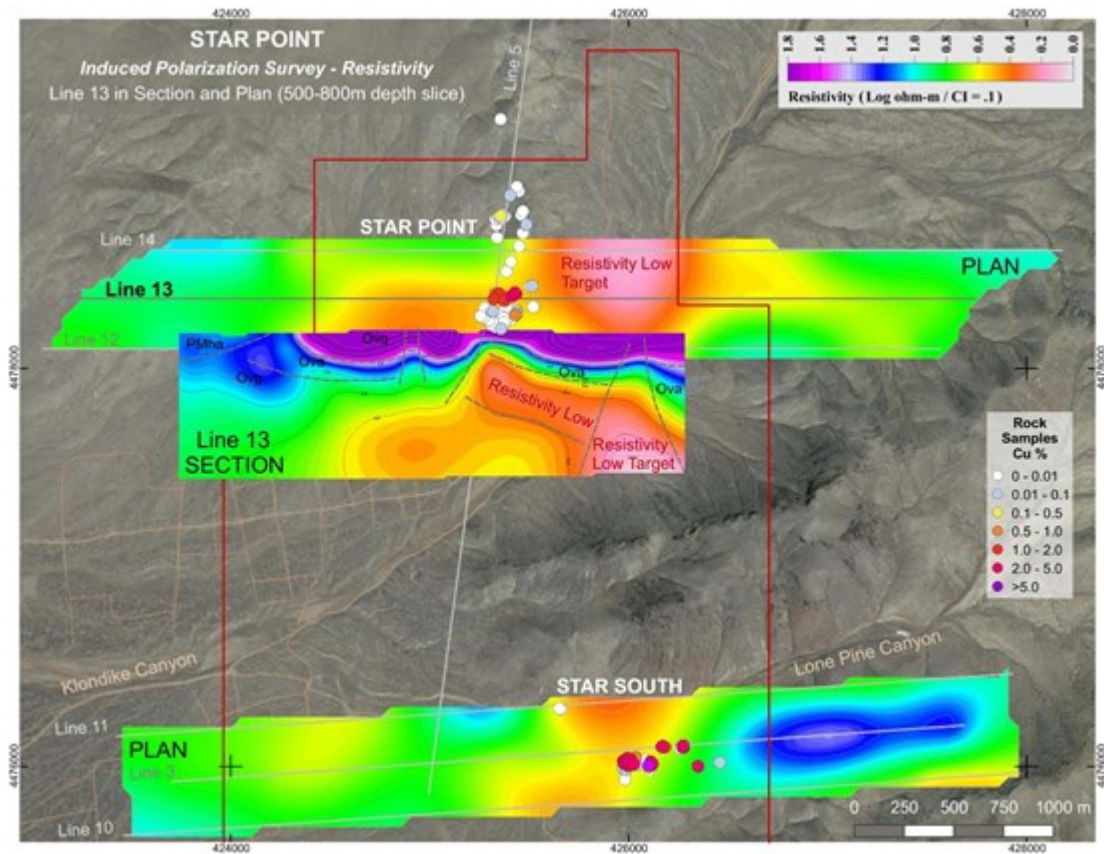 424000
426000
428000
STAR POINT
Induced Polarization Survey - Resistivity
Line 13 in Section and Plan (500-800m depth slice)
Line 5
1.8 1.6 1.4 1.2 1.0 0.8 0.6 0.4 0.2 0.0
Resistivity (Log ohm-m / CI = .1)
STAR POINT
Line 14
Resistivity Low
Target
PLAN
Line 13
Line 12
PMha
Ovq
Ova
Ovq
Ova
Ova
4478000
4478000
Resistivity Low
Line 13
SECTION
Resistivity
Low Target
Rock
Samples
Cu %
0 - 0.01
0.01 - 0.1
0.1 - 0.5
0.5 - 1.0
1.0 - 2.0
2.0 - 5.0
>5.0
Klondike Canyon
Lone Pine Canyon
STAR SOUTH
Line 11
PLAN
Line 3
4476000
4476000
Line 10
0 250 500 750 1000 m
424000
426000
428000